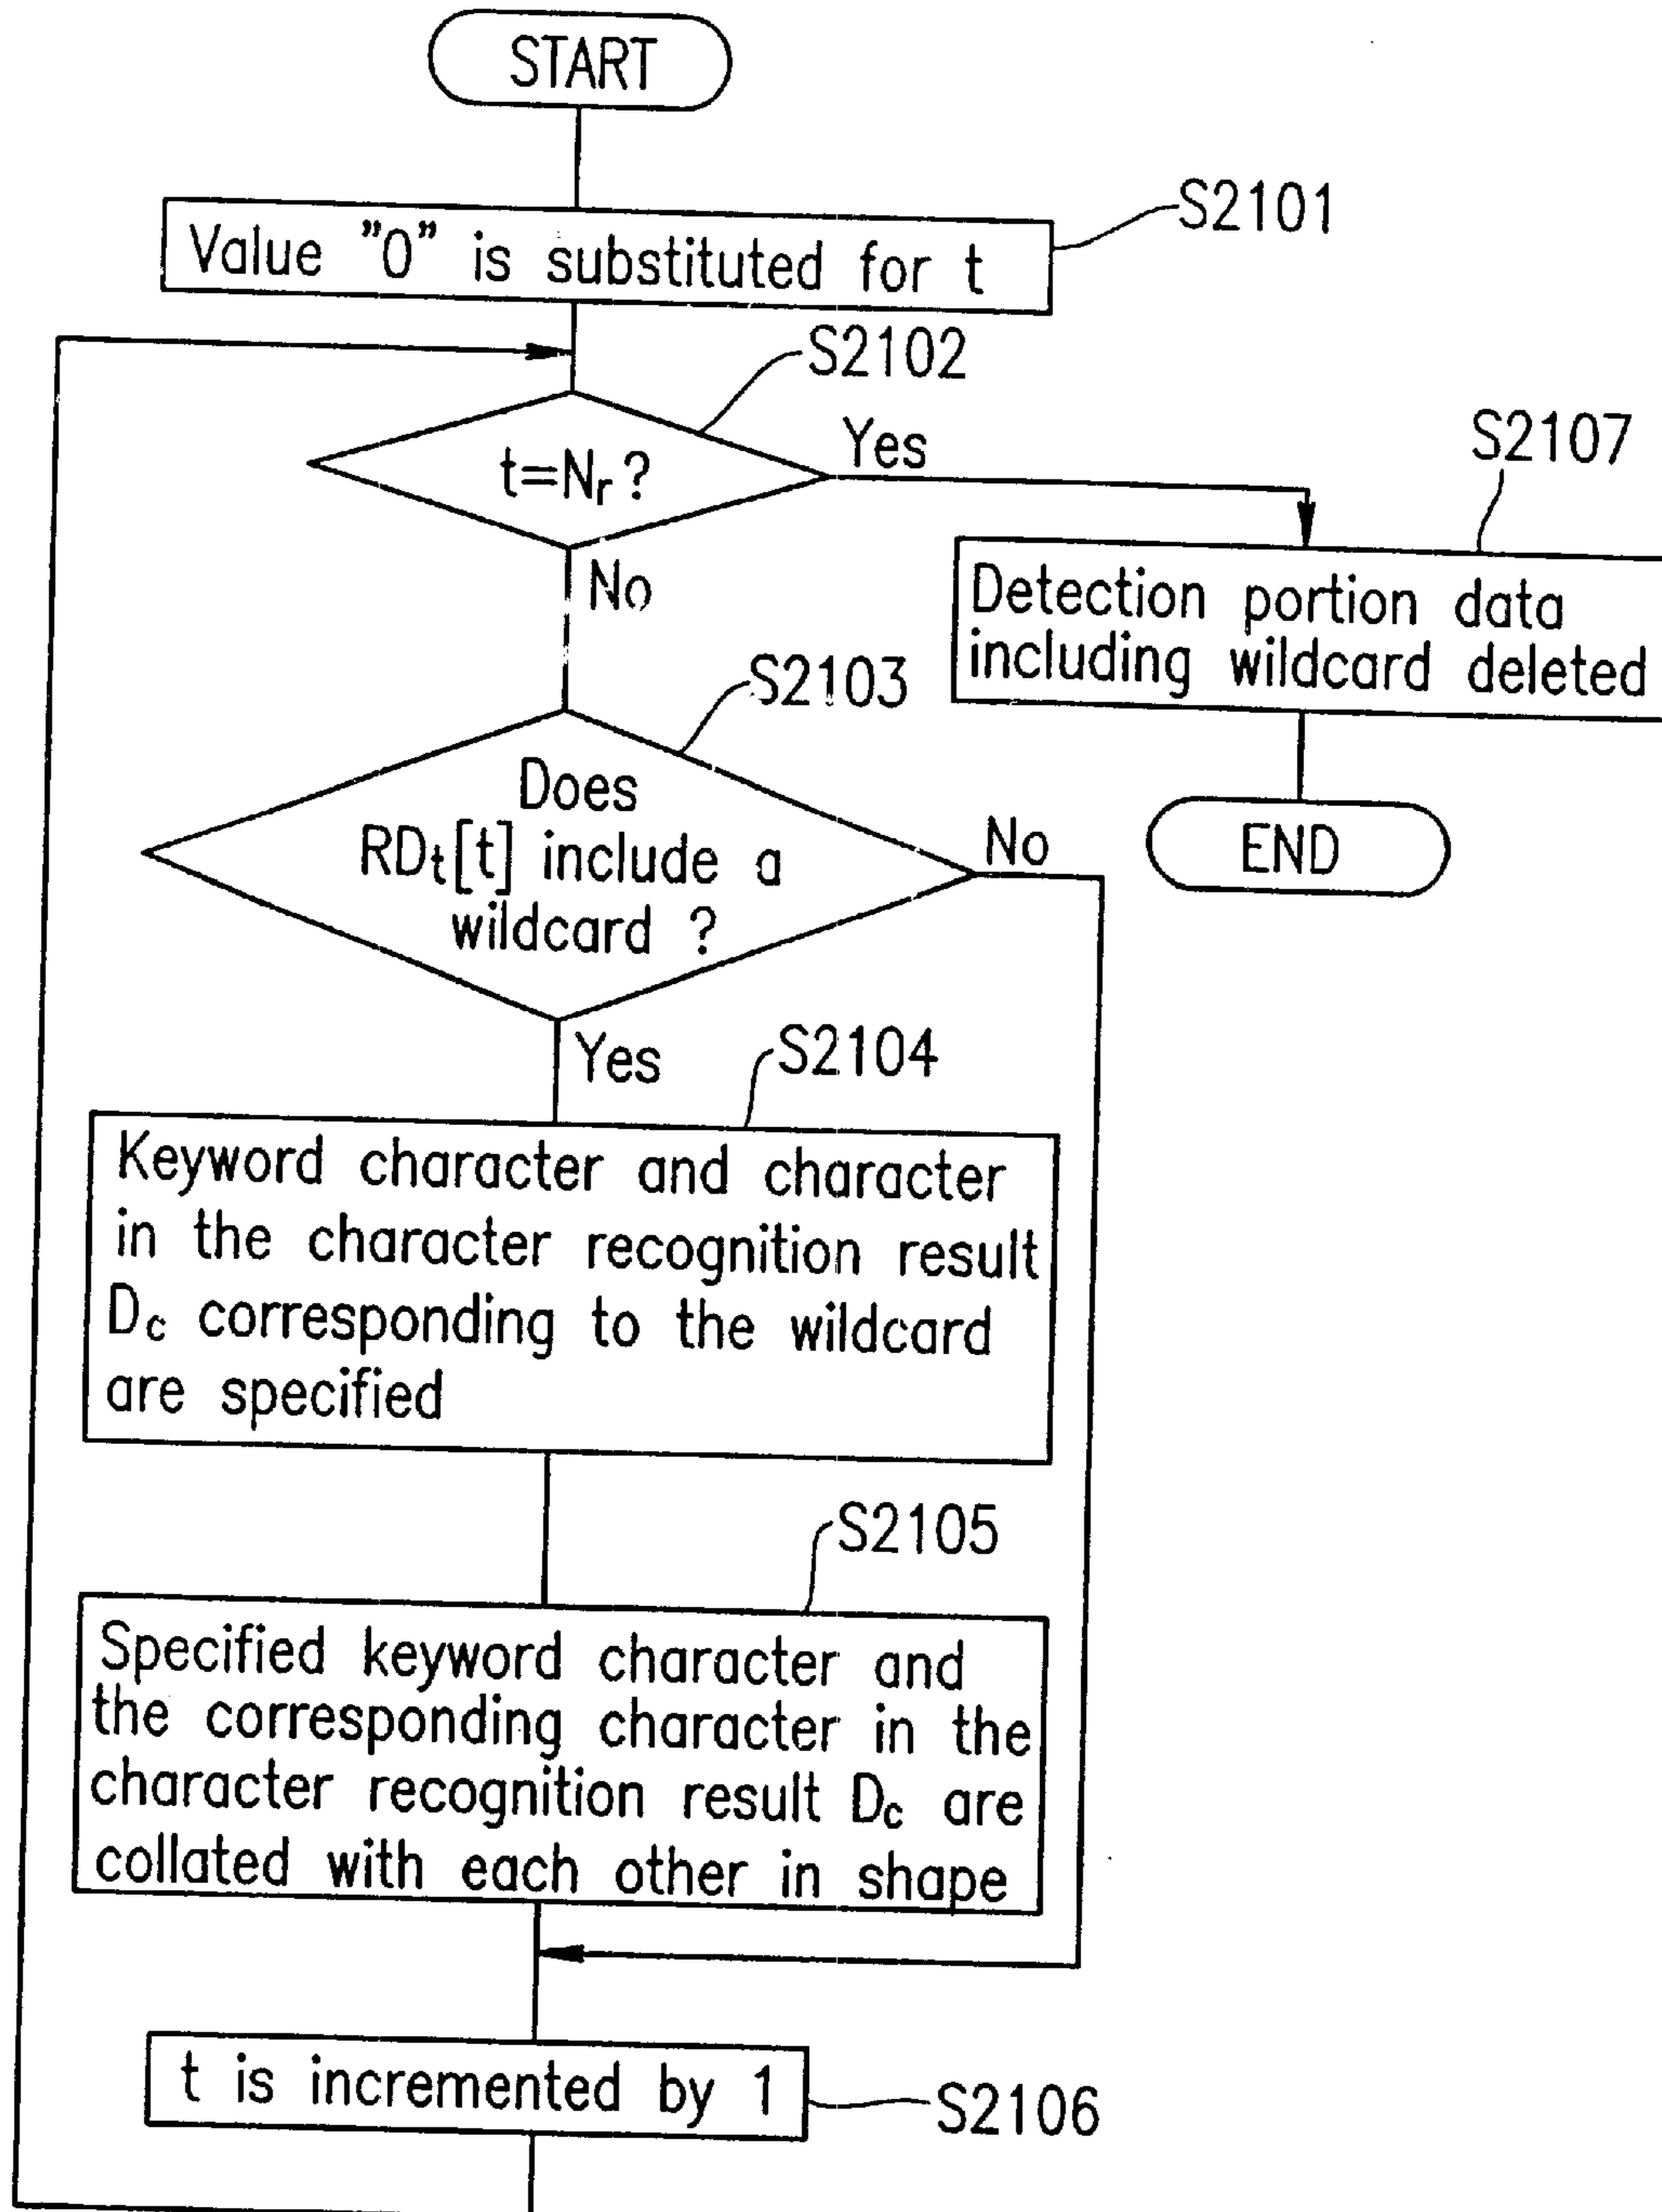 START
S2101
Value "0" is substituted for t
S2102
t=Nr ?
Yes
No
S2107
Detection portion data
including wildcard deleted
END
S2103
Does
RDt[t] include a
wildcard ?
No
Yes
S2104
Keyword character and character
in the character recognition result
Dc corresponding to the wildcard
are specified
S2105
Specified keyword character and
the corresponding character in the
character recognition result Dc are
collated with each other in shape
t is incremented by 1
S2106